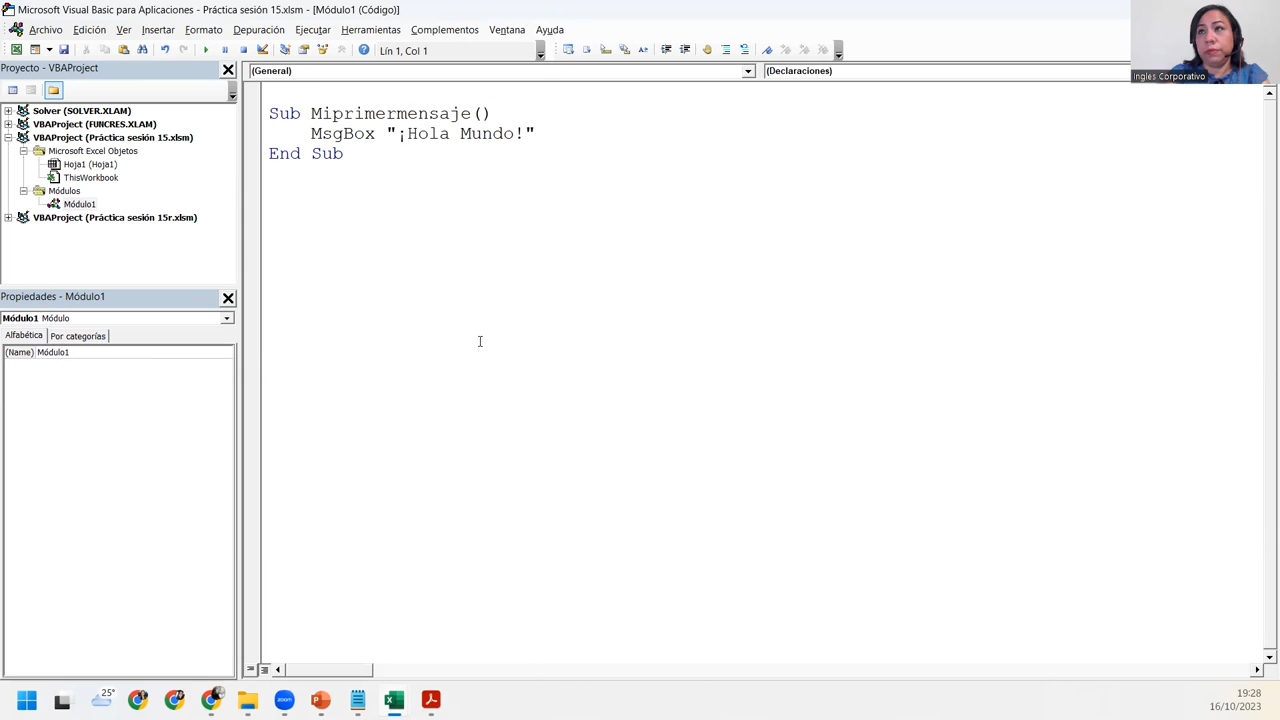 Microsoft Visual Basic para Aplicaciones - Práctica sesión 15.xlsm - [Módulo1 (Código)]
Archivo Edición Ver Insertar Formato Depuración Ejecutar Herramientas Complementos Ventana Ayuda
Lín 1, Col 1
Ingles Corporativo
Proyecto - VBAProject
(General)
(Declaraciones)
Solver (SOLVER.XLAM)
VBAProject (FUNCRES.XLAM)
VBAProject (Práctica sesión 15.xlsm)
Microsoft Excel Objetos
Hoja1 (Hoja1)
ThisWorkbook
Módulos
Módulo1
VBAProject (Práctica sesión 15r.xlsm)
Sub Miprimermensaje()
MsgBox "¡Hola Mundo!"
End Sub
Propiedades - Módulo1
Módulo1 Módulo
Alfabética Por categorías
(Name) Módulo1
25°
zoom
19:28
16/10/2023